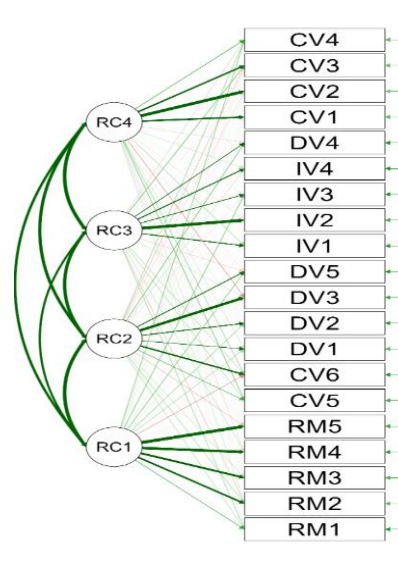 RC4
RC3
RC2
RC1
CV4
CV3
CV2
CV1
DV4
IV4
IV3
IV2
IV1
DV5
DV3
DV2
DV1
CV6
CV5
RM5
RM4
RM3
RM2
RM1